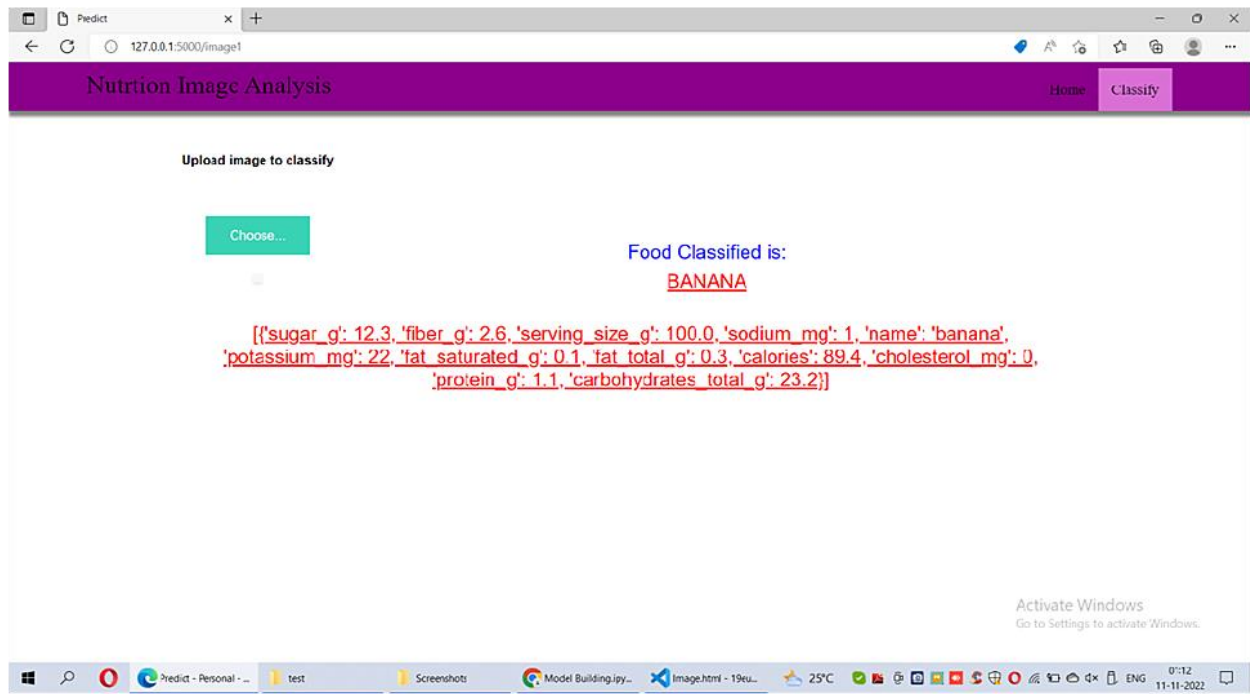 Predict
127.0.0.1:5000/image1
Nutrtion Image Analysis
Home
Classify
Upload image to classify
Choose...
Food Classified is:
BANANA
[{'sugar_g': 12.3, 'fiber_g': 2.6, 'serving_size_g': 100.0, 'sodium_mg': 1, 'name': 'banana',
'potassium_mg': 22, 'fat_saturated_g': 0.1, 'fat_total_g': 0.3, 'calories': 89.4, 'cholesterol_mg': 0,
'protein_g': 1.1, 'carbohydrates_total_g': 23.2}]
Activate Windows
Go to Settings to activate Windows.
Predict - Personal - ...
test
Screenshots
Model Building.ipy...
Image.html - 19eu...
25°C
ENG
01:12
11-11-2022